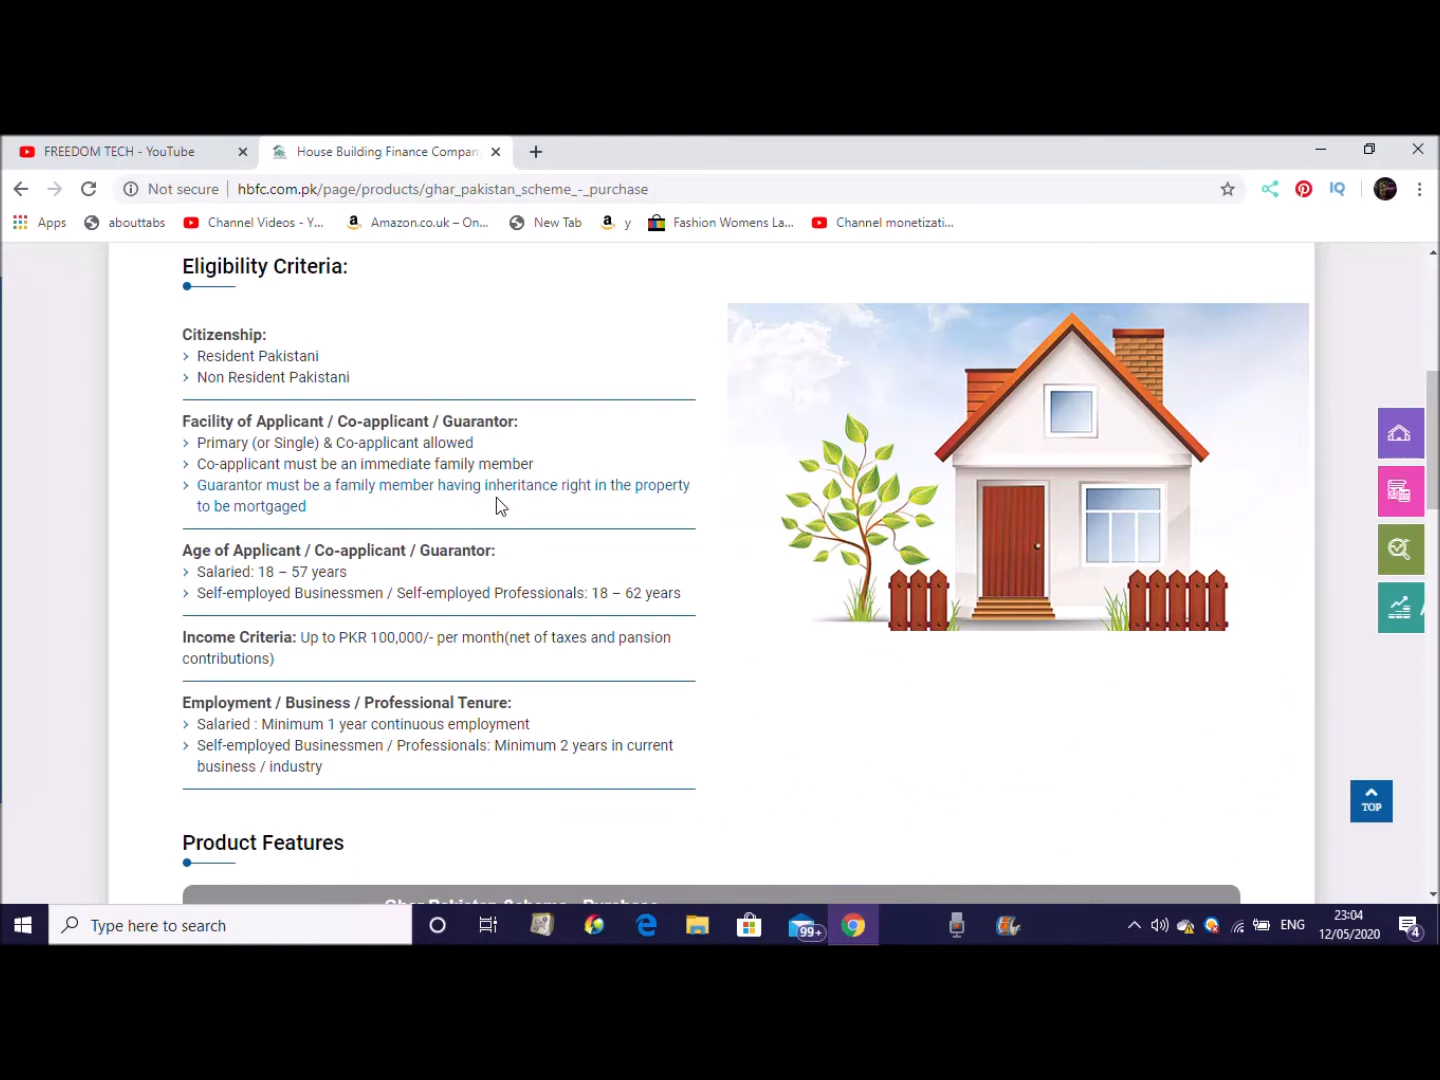 FREEDOM TECH - YouTube
House Building Finance Compan
Not secure
hbfc.com.pk/page/products/ghar_pakistan_scheme_-_purchase
IQ
Apps
abouttabs
Channel Videos - Y...
Amazon.co.uk – On...
New Tab
y
Fashion Womens La...
Channel monetizati...
Eligibility Criteria:
Citizenship:
Resident Pakistani
Non Resident Pakistani
Facility of Applicant / Co-applicant / Guarantor:
Primary (or Single) & Co-applicant allowed
Co-applicant must be an immediate family member
Guarantor must be a family member having inheritance right in the property
to be mortgaged
Age of Applicant / Co-applicant / Guarantor:
Salaried: 18 – 57 years
Self-employed Businessmen / Self-employed Professionals: 18 – 62 years
Income Criteria: Up to PKR 100,000/- per month(net of taxes and pansion
contributions)
Employment / Business / Professional Tenure:
Salaried : Minimum 1 year continuous employment
Self-employed Businessmen / Professionals: Minimum 2 years in current
business / industry
TOP
Product Features
Ghar Pakistan Scheme - Purchase
Type here to search
99+
ENG
23:04
12/05/2020
4